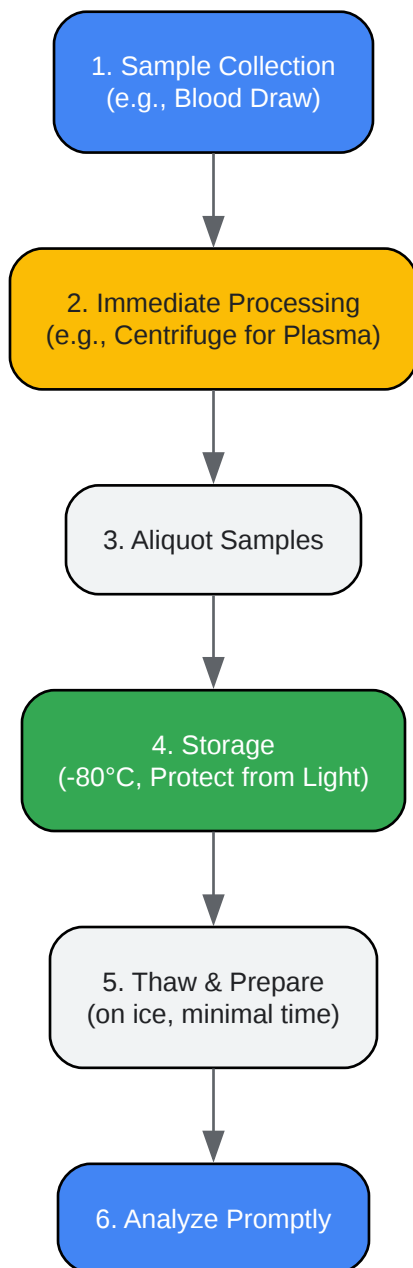 1. Sample Collection
(e.g., Blood Draw)
2. Immediate Processing
(e.g., Centrifuge for Plasma)
3. Aliquot Samples
4. Storage
(-80°C, Protect from Light)
5. Thaw & Prepare
(on ice, minimal time)
6. Analyze Promptly